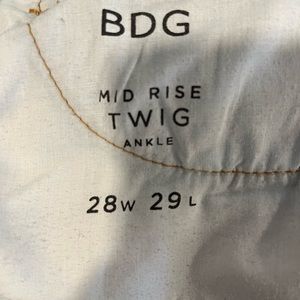 BDG
MID RISE
TWIG
ANKLE
28W 29L